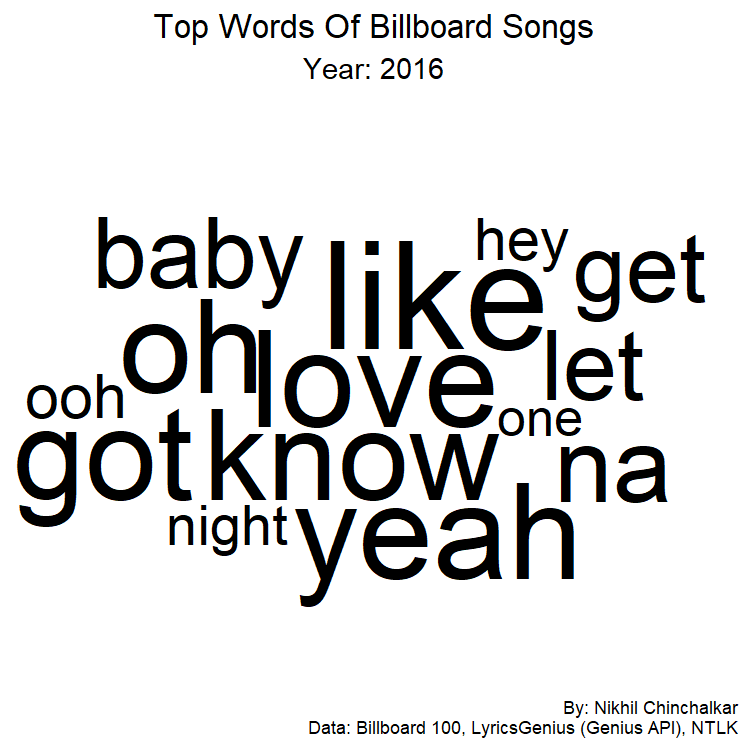 Top Words Of Billboard Songs
Year: 2016
baby
like
hey
get
oh
love
let
ooh
one
got
know
na
night
yeah
By: Nikhil Chinchalkar
Data: Billboard 100, LyricsGenius (Genius API), NTLK